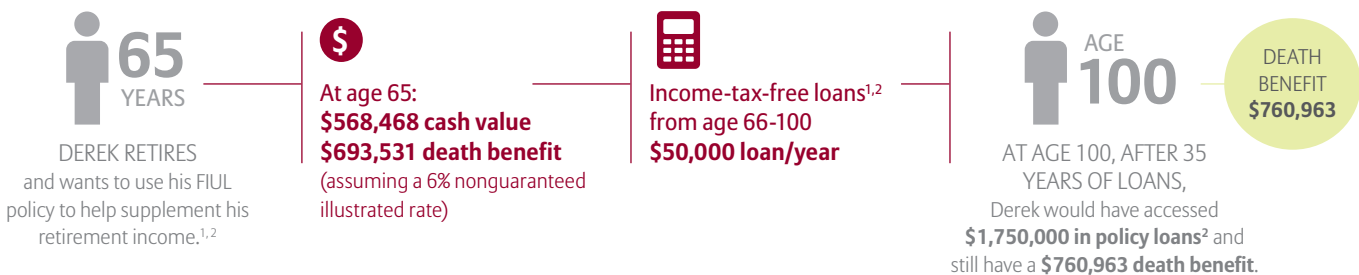 65
YEARS
DEREK RETIRES
and wants to use his FIUL
policy to help supplement his
retirement income.1, 2
$
At age 65:
$568,468 cash value
$693,531 death benefit
(assuming a 6% nonguaranteed
illustrated rate)
Income-tax-free loans1,2
from age 66-100
$50,000 loan/year
AGE
100
AT AGE 100, AFTER 35
YEARS OF LOANS,
Derek would have accessed
$1,750,000 in policy loans2 and
still have a $760,963 death benefit.
DEATH
BENEFIT
$760,963